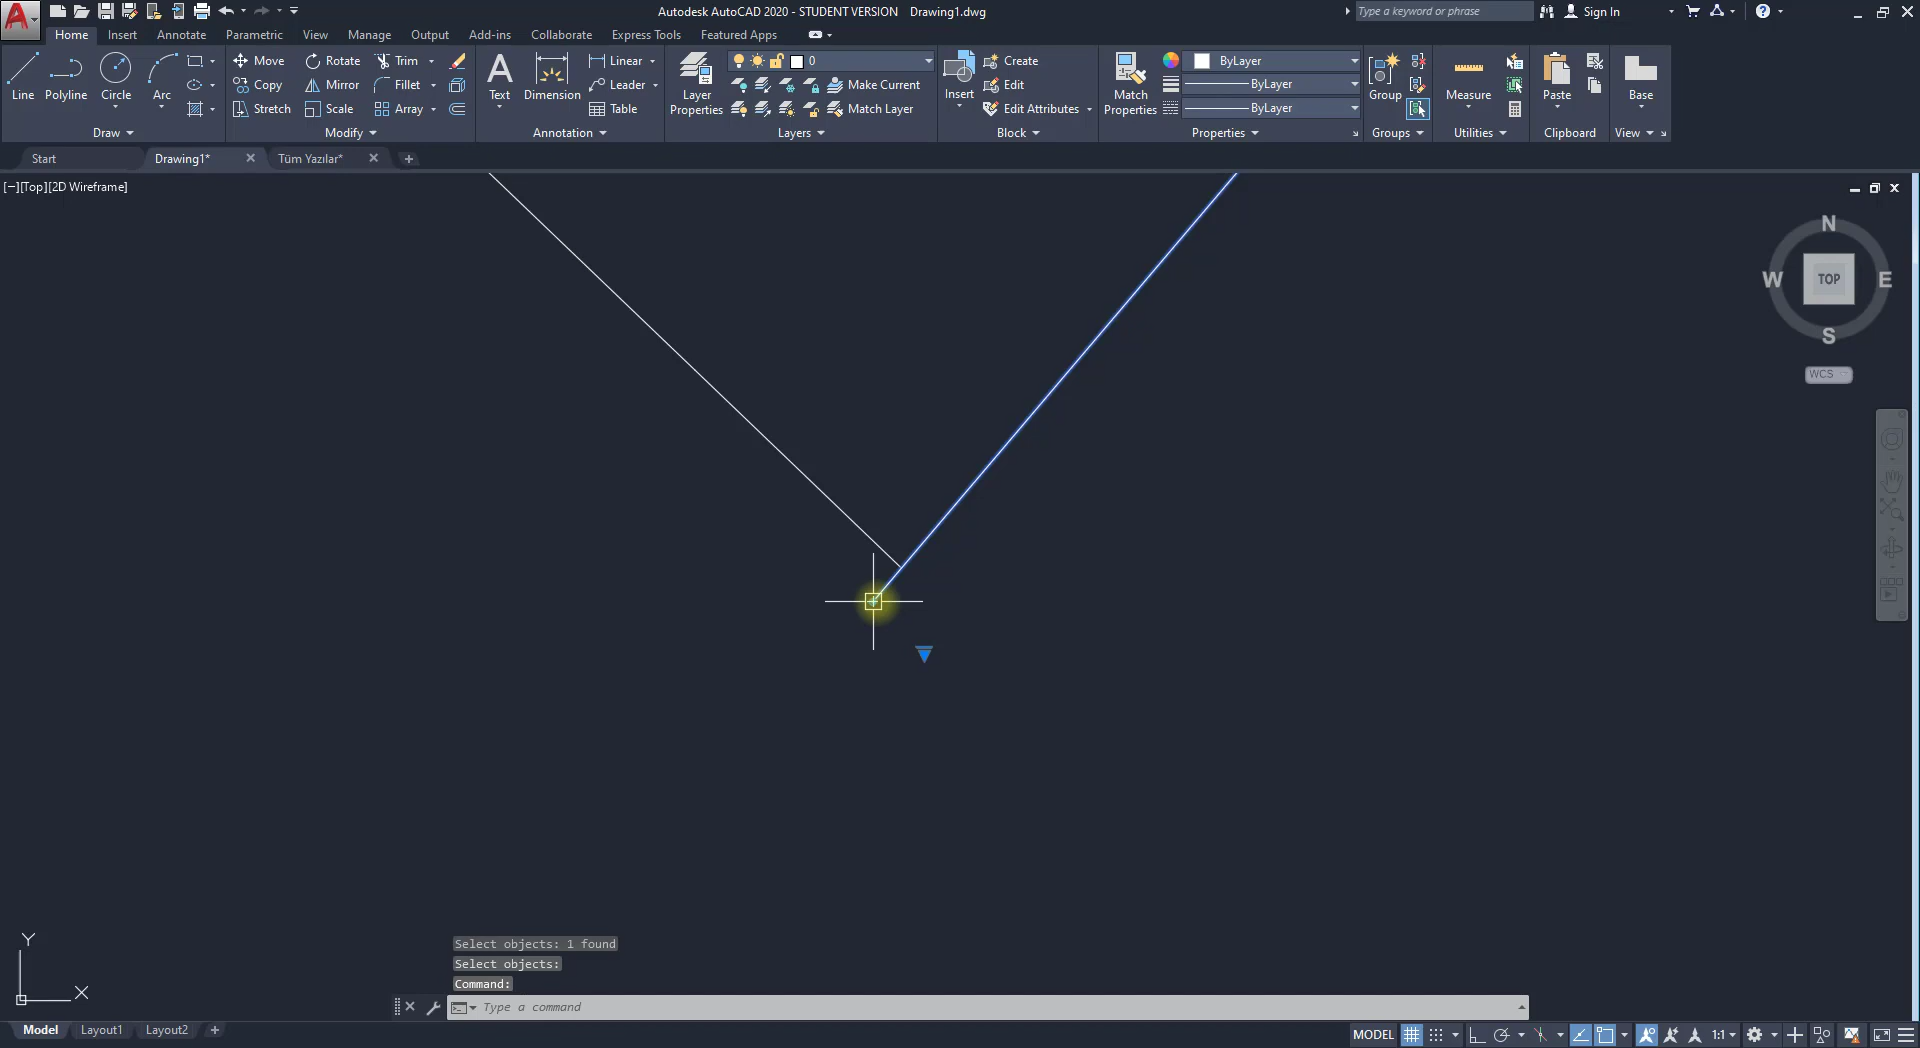 Autodesk AutoCAD 2020 - STUDENT VERSION Drawing1.dwg
Type a keyword or phrase
Sign In
Home Insert Annotate Parametric View Manage Output Add-ins Collaborate Express Tools Featured Apps
Line
Polyline
Circle
Arc
Draw
Move Rotate Trim
Copy Mirror Fillet
Stretch Scale Array
Modify
Text
Dimension
Linear
Leader
Table
Annotation
Layer
Properties
0
Make Current
Match Layer
Layers
Insert
Create
Edit
Edit Attributes
Block
Match
Properties
ByLayer
ByLayer
ByLayer
Properties
Group
Groups
Measure
Utilities
Paste
Clipboard
Base
View
Start Drawing1* Tüm Yazılar*
[−][Top][2D Wireframe]
N
W TOP E
S
WCS
Y
X
Select objects: 1 found
Select objects:
Command:
Type a command
Model Layout1 Layout2
MODEL 1:1